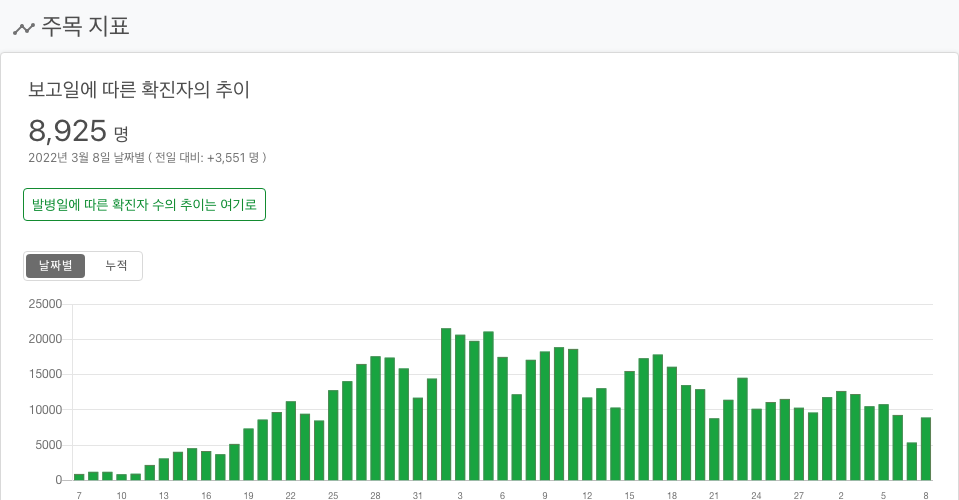 주목 지표
보고일에 따른 확진자의 추이
8,925 명
2022년 3월 8일 날짜별 ( 전일 대비: +3,551 명 )
발병일에 따른 확진자 수의 추이는 여기로
날짜별 누적
25000
20000
15000
10000
5000
0
7 10 13 16 19 22 25 28 31 3 6 9 12 15 18 21 24 27 2 5 8